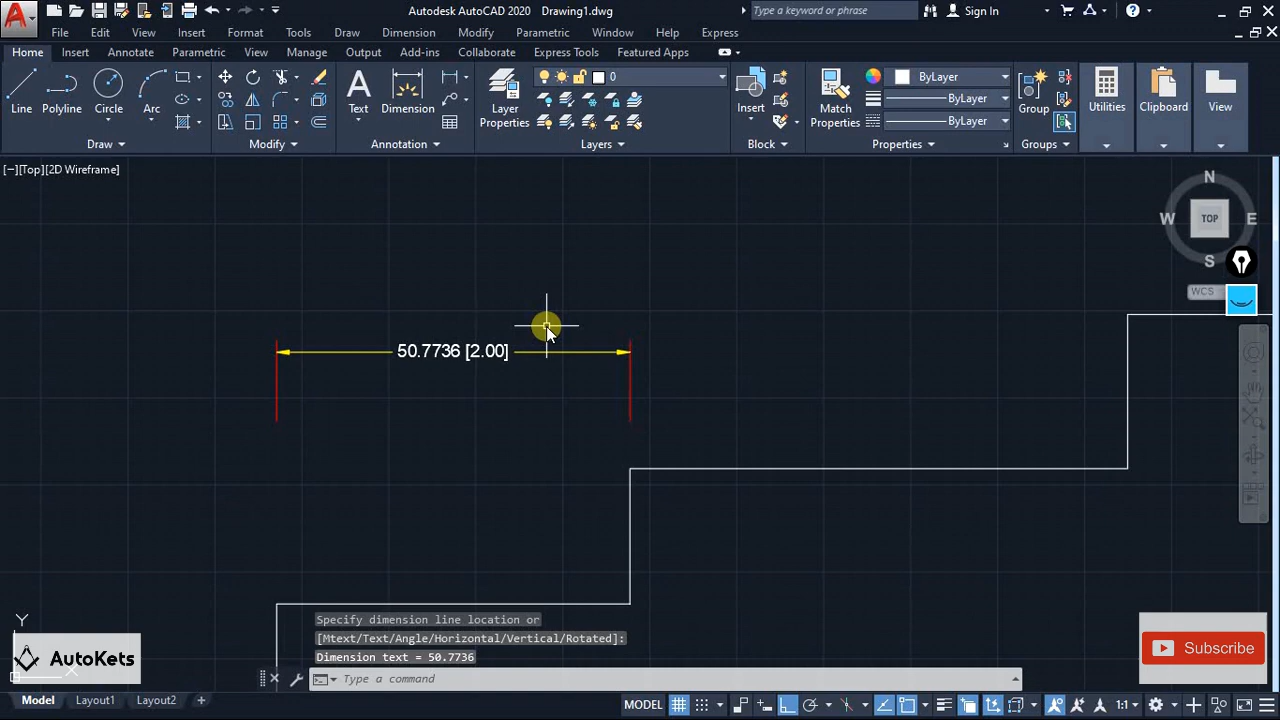 Autodesk AutoCAD 2020 Drawing1.dwg
Type a keyword or phrase
Sign In
File Edit View Insert Format Tools Draw Dimension Modify Parametric Window Help Express
Home Insert Annotate Parametric View Manage Output Add-ins Collaborate Express Tools Featured Apps
0
ByLayer
ByLayer
ByLayer
Line Polyline Circle Arc
Text Dimension
Layer
Properties
Insert
Match
Properties
Group
Utilities
Clipboard
View
Draw
Modify
Annotation
Layers
Block
Properties
Groups
[−][Top][2D Wireframe]
N
W TOP E
S
WCS
50.7736 [2.00]
Y
X
Specify dimension line location or
[Mtext/Text/Angle/Horizontal/Vertical/Rotated]:
Dimension text = 50.7736
Type a command
AutoKets
Subscribe
Model Layout1 Layout2 +
MODEL
1:1